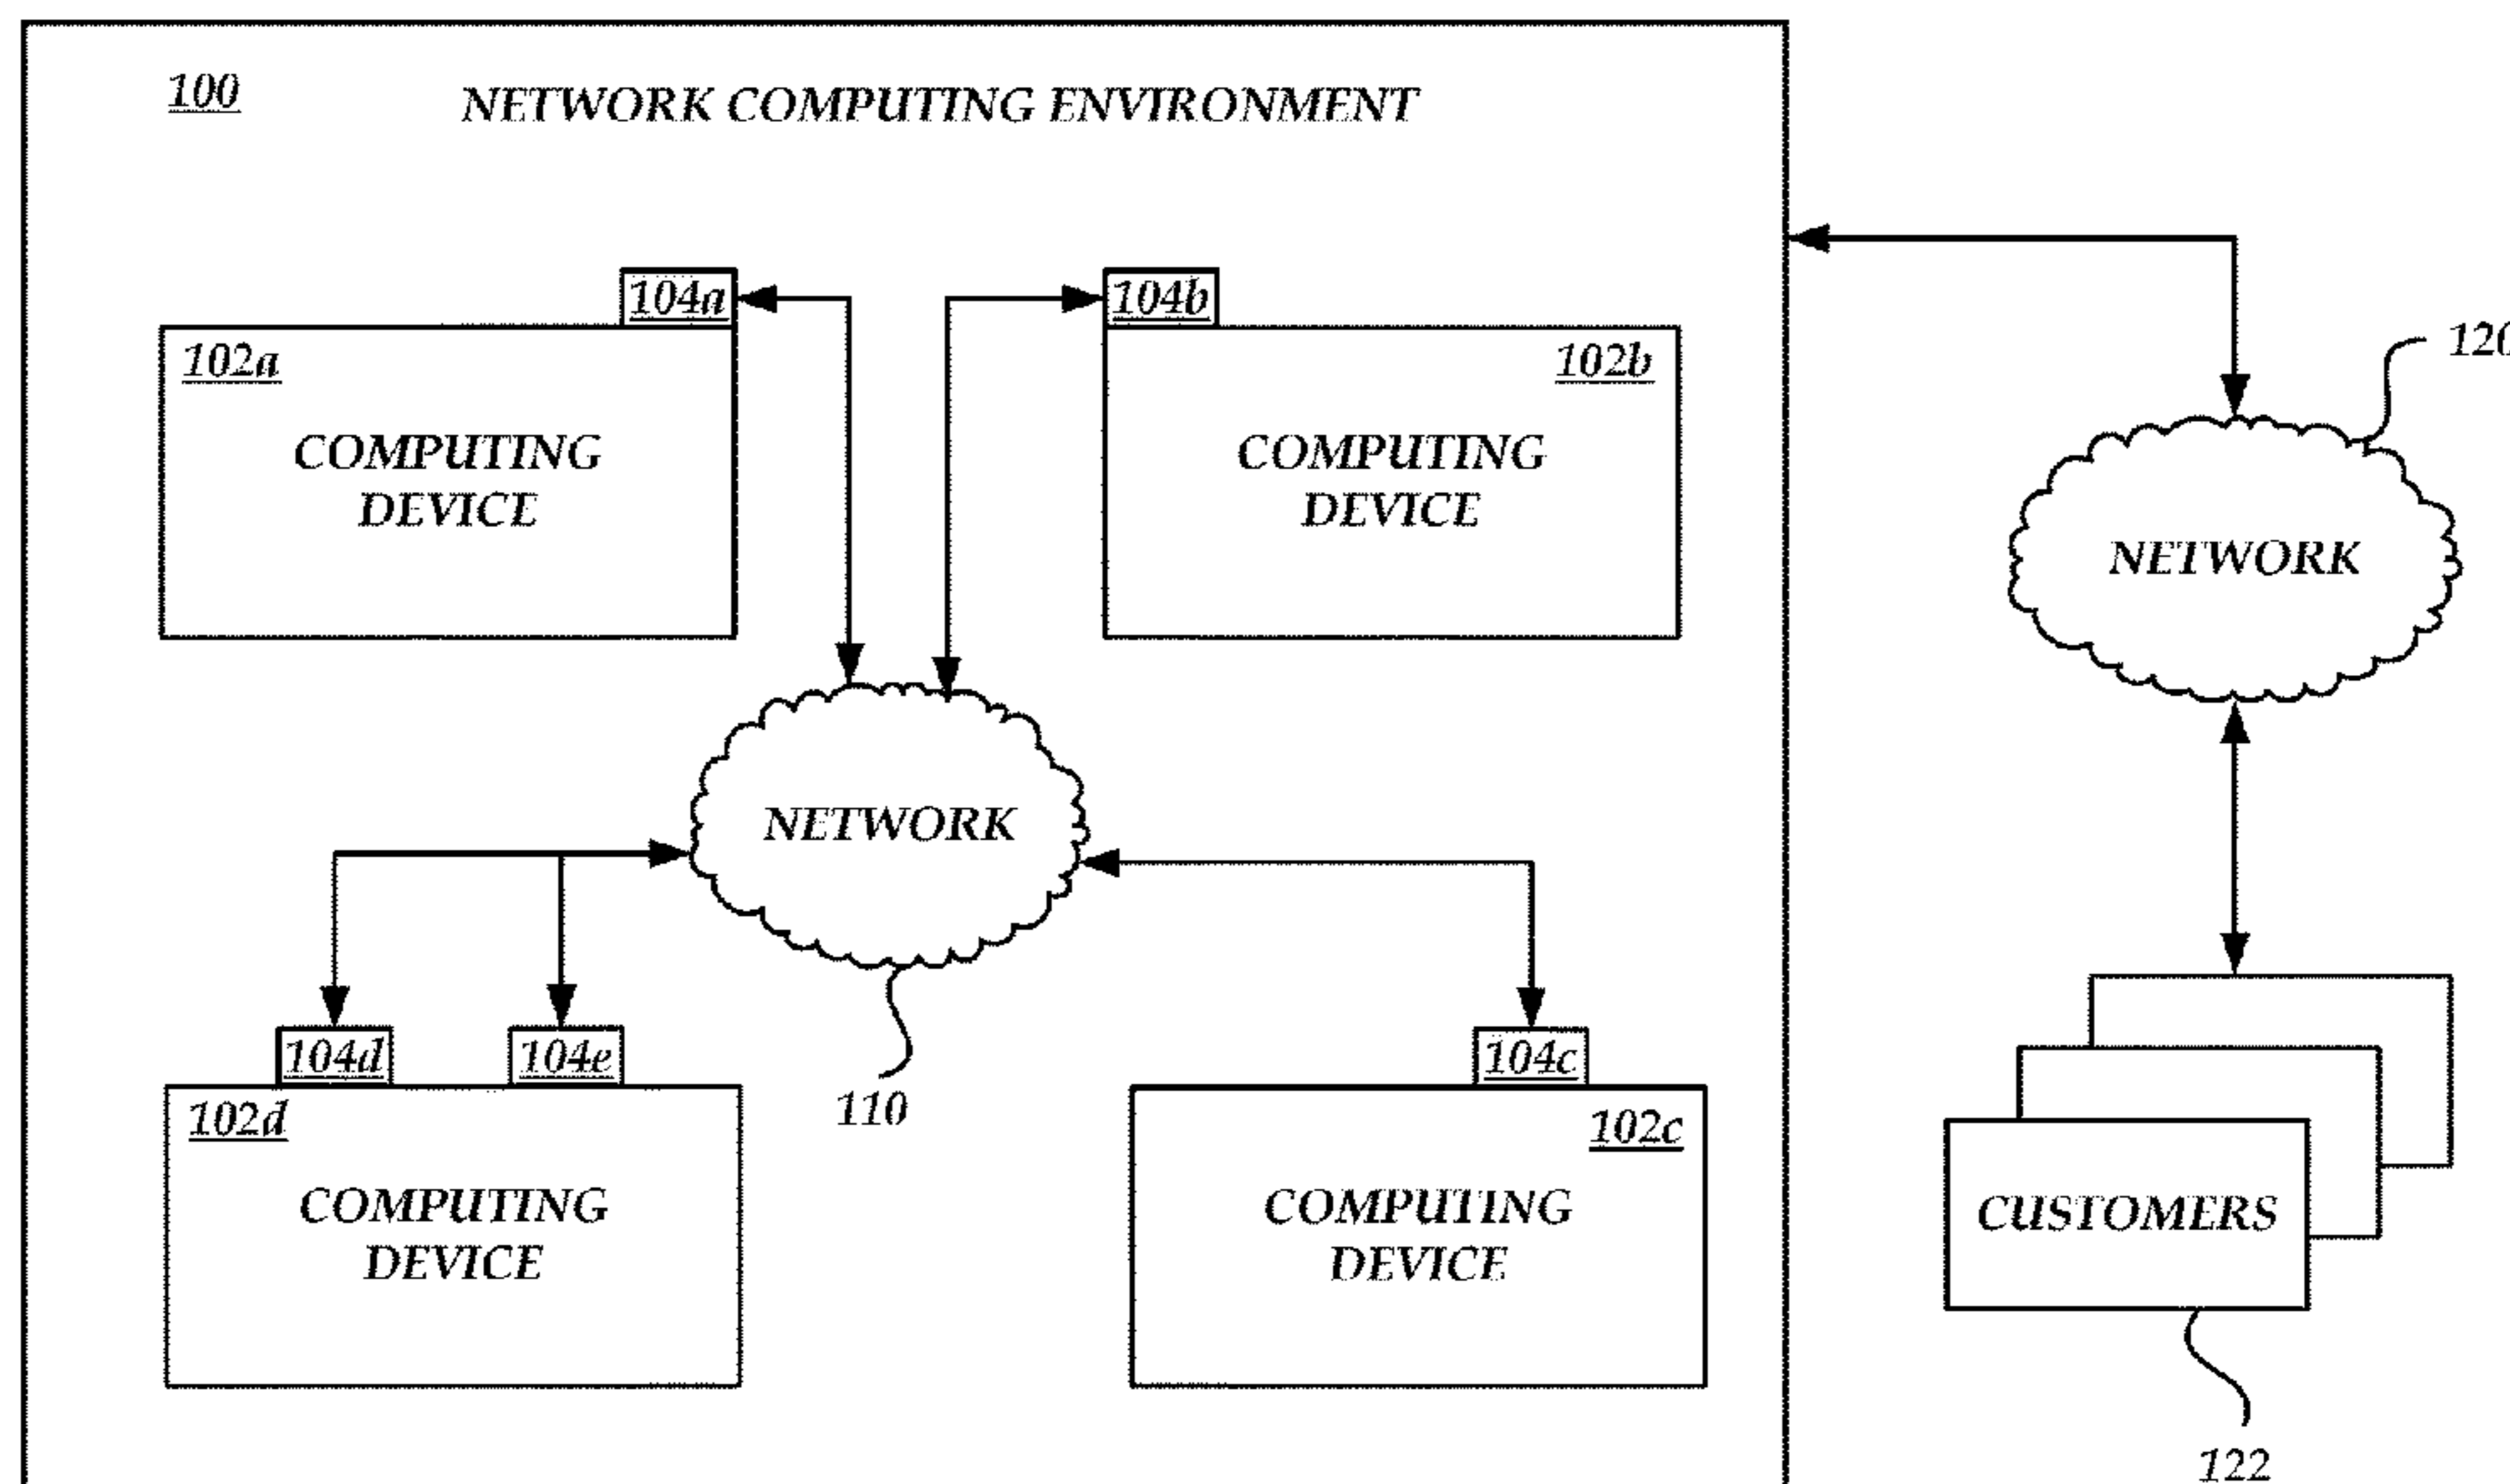 100
NETWORK COMPUTING ENVIRONMENT
104a
104b
102a
COMPUTING
DEVICE
102b
COMPUTING
DEVICE
120
NETWORK
NETWORK
104d
104e
104c
110
102d
COMPUTING
DEVICE
102c
COMPUTING
DEVICE
CUSTOMERS
122